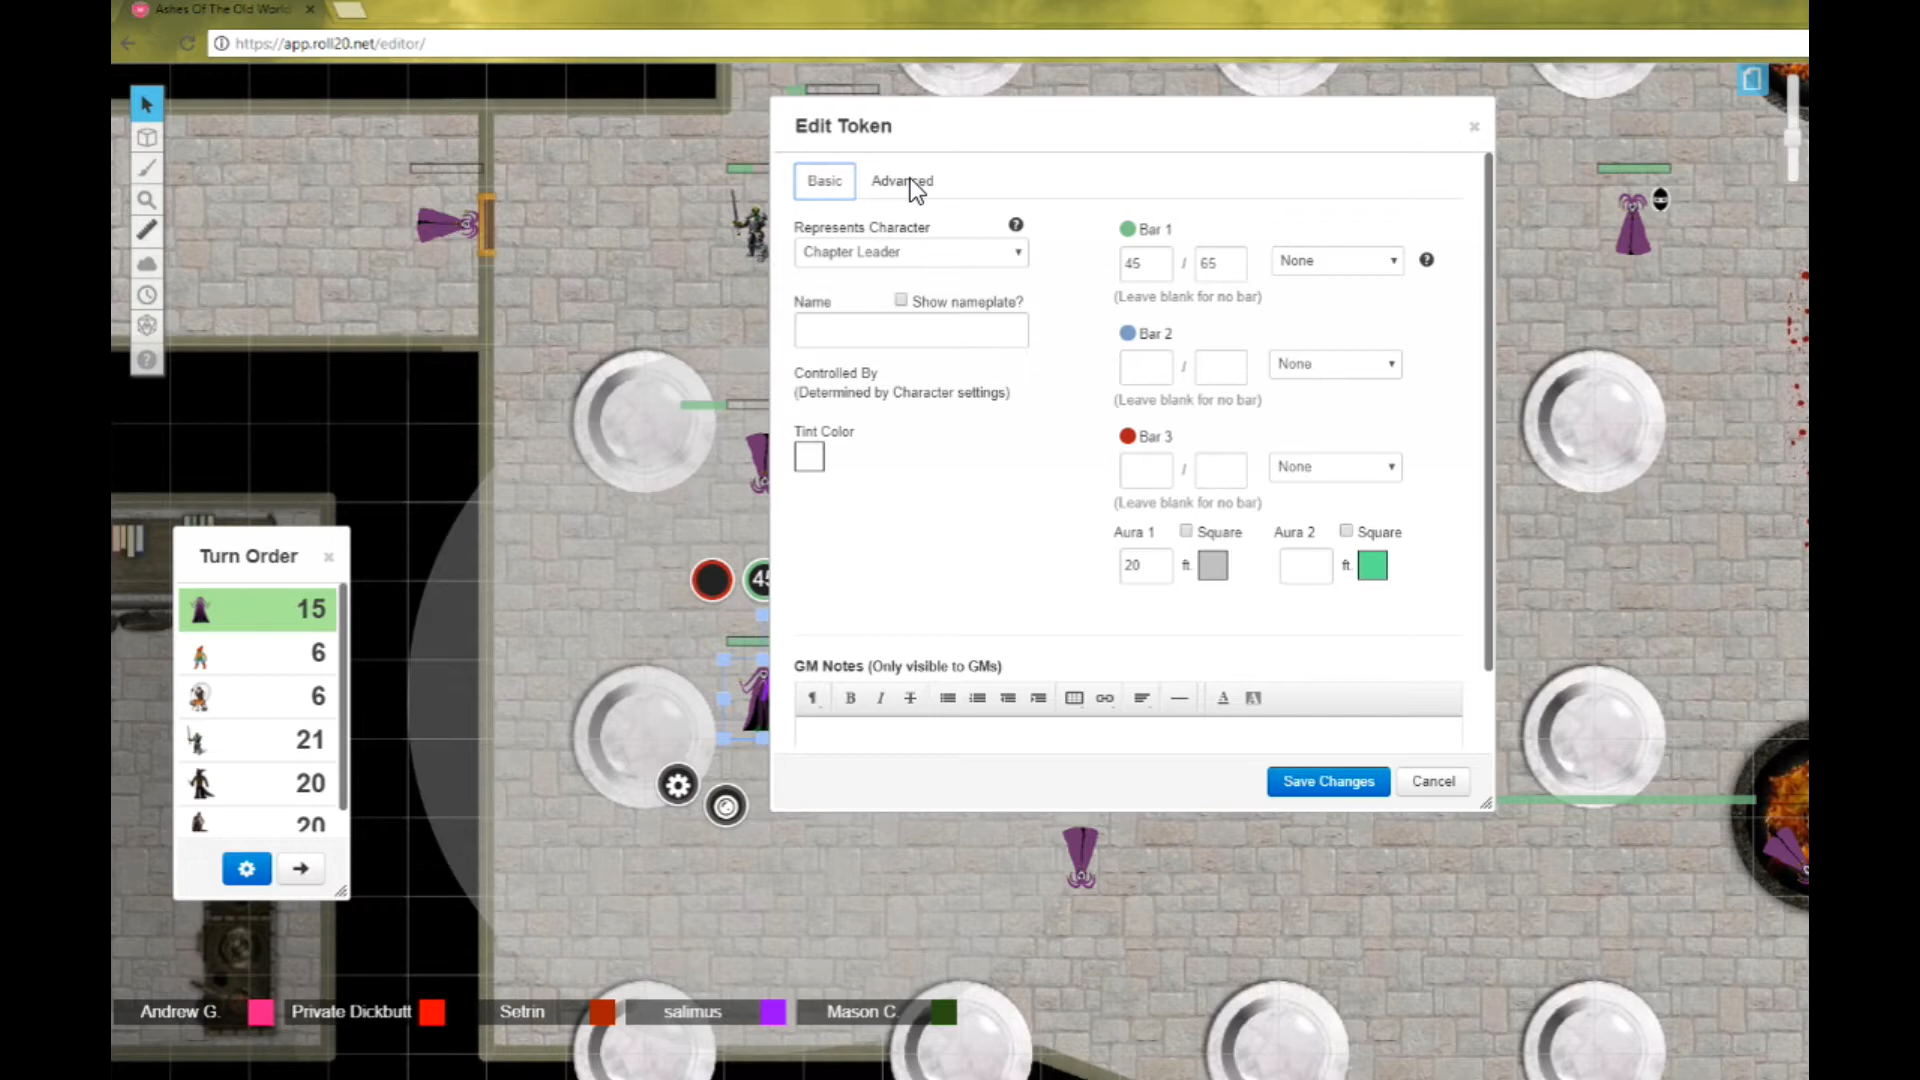 Ashes Of The Old World
https://app.roll20.net/editor/
Edit Token
Basic
Advanced
Represents Character
Chapter Leader
Name
Show nameplate?
Controlled By
(Determined by Character settings)
Tint Color
Bar 1
45 / 65
None
(Leave blank for no bar)
Bar 2
/
None
(Leave blank for no bar)
Bar 3
/
None
(Leave blank for no bar)
Aura 1
Square
Aura 2
Square
20 ft.
ft.
GM Notes (Only visible to GMs)
B I T
A A
Save Changes
Cancel
45
Turn Order
15
6
6
21
20
20
Andrew G.
Private Dickbutt
Setrin
salimus
Mason C.